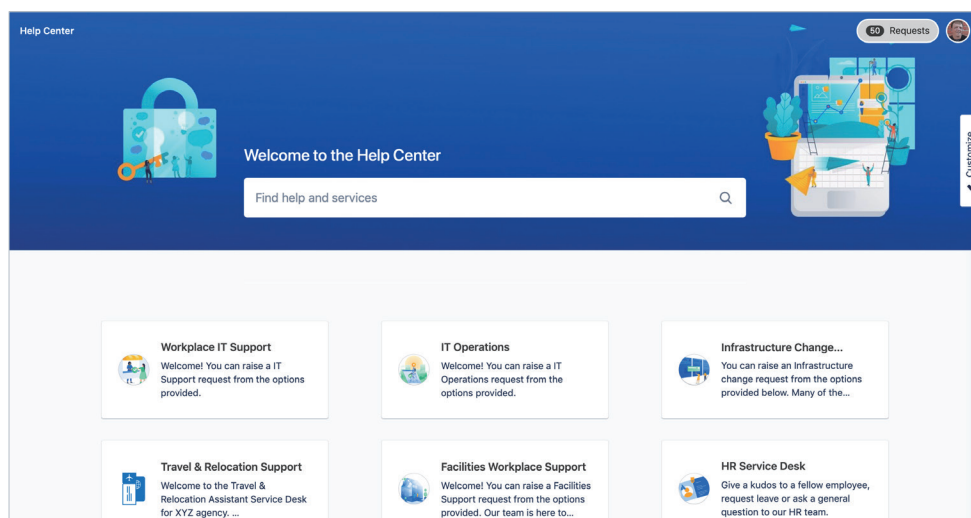 Help Center
50 Requests
Customize
Welcome to the Help Center
Find help and services
Workplace IT Support
Welcome! You can raise a IT
Support request from the options
provided.
IT Operations
Welcome! You can raise a IT
Operations request from the
options provided.
Infrastructure Change...
You can raise an Infrastructure
change request from the options
provided below. Many of the...
Travel & Relocation Support
Welcome to the Travel &
Relocation Assistant Service Desk
for XYZ agency. ...
Facilities Workplace Support
Welcome! You can raise a Facilities
Support request from the options
provided. Our team is here to...
HR Service Desk
Give a kudos to a fellow employee,
request leave or ask a general
question to our HR team.